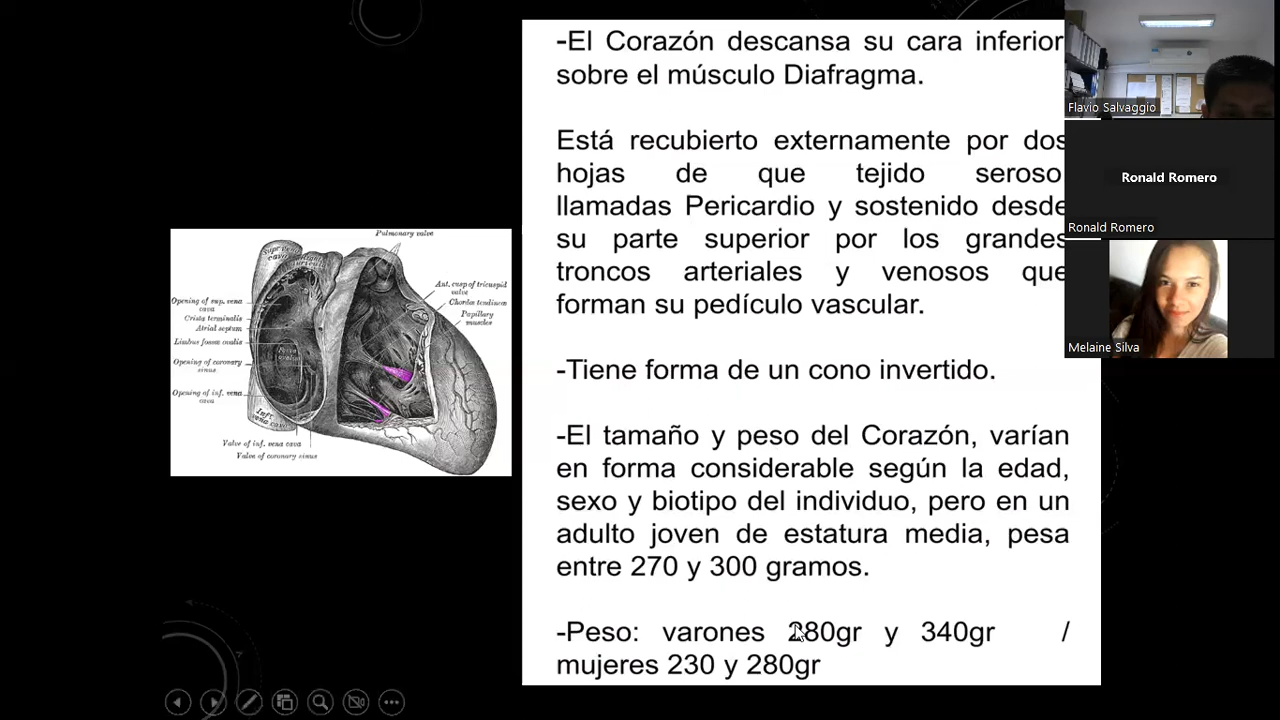 -El Corazón descansa su cara inferior
sobre el músculo Diafragma.
Está recubierto externamente por dos
hojas de que tejido seroso
llamadas Pericardio y sostenido desde
su parte superior por los grandes
troncos arteriales y venosos que
forman su pedículo vascular.
-Tiene forma de un cono invertido.
-El tamaño y peso del Corazón, varían
en forma considerable según la edad,
sexo y biotipo del individuo, pero en un
adulto joven de estatura media, pesa
entre 270 y 300 gramos.
-Peso: varones 280gr y 340gr /
mujeres 230 y 280gr
Pulmonary valve
Ant. cusp of tricuspid
valve
Chordæ tendineæ
Papillary
muscles
Opening of sup. vena
cava
Crista terminalis
Atrial septum
Limbus fossæ ovalis
Opening of coronary
sinus
Opening of inf. vena
cava
Fossa
ovalis
vena cava
Valve of inf. vena cava
Valve of coronary sinus
Flavio Salvaggio
Ronald Romero
Ronald Romero
Melaine Silva